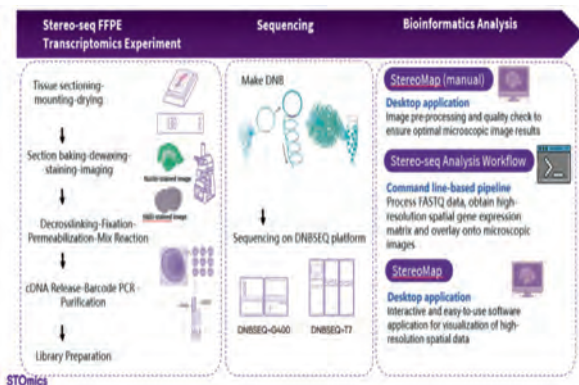 Stereo-seq FFPE
Transcriptomics Experiment
Tissue sectioning-
mounting-drying
Section baking-dewaxing-
staining-imaging
Nuclei-stained image
H&E-stained image
Decrosslinking-Fixation-
Permeabilization-Mix Reaction
cDNA Release-Barcode PCR -
Purification
Library Preparation
Sequencing
Make DNB
Sequencing on DNBSEQ platform
DNBSEQ-G400
DNBSEQ-T7
Bioinformatics Analysis
StereoMap (manual)
Desktop application
Image pre-processing and quality check to
ensure optimal microscopic image results
Stereo-seq Analysis Workflow
Command line-based pipeline
Process FASTQ data, obtain high-
resolution spatial gene expression
matrix and overlay onto microscopic
images
StereoMap
Desktop application
Interactive and easy-to-use software
application for visualization of high-
resolution spatial data
STOmics